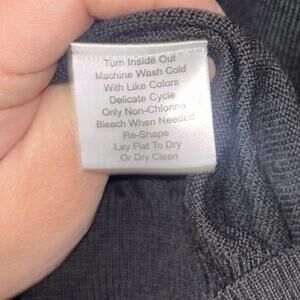 Turn Inside Out
Machine Wash Cold
With Like Colors
Delicate Cycle
Only Non-Chlorine
Bleach When Needed
Re-Shape
Lay Flat To Dry
Or Dry Clean